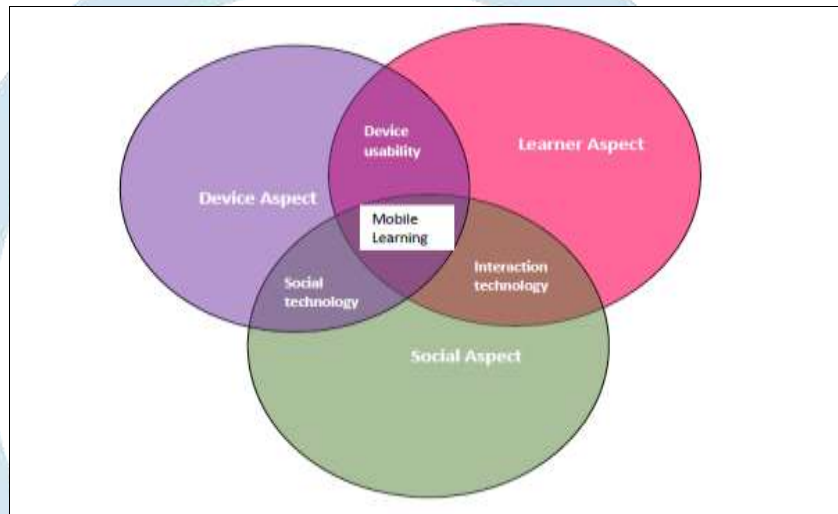 Device
usability
Learner Aspect
Device Aspect
Mobile
Learning
Social
technology
Interaction
technology
Social Aspect